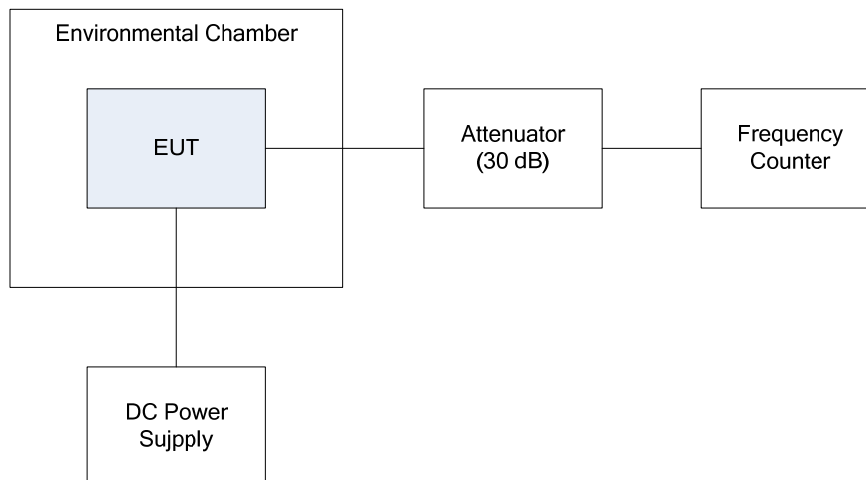 Environmental Chamber
EUT
Attenuator
(30 dB)
Frequency
Counter
DC Power
Sujpply